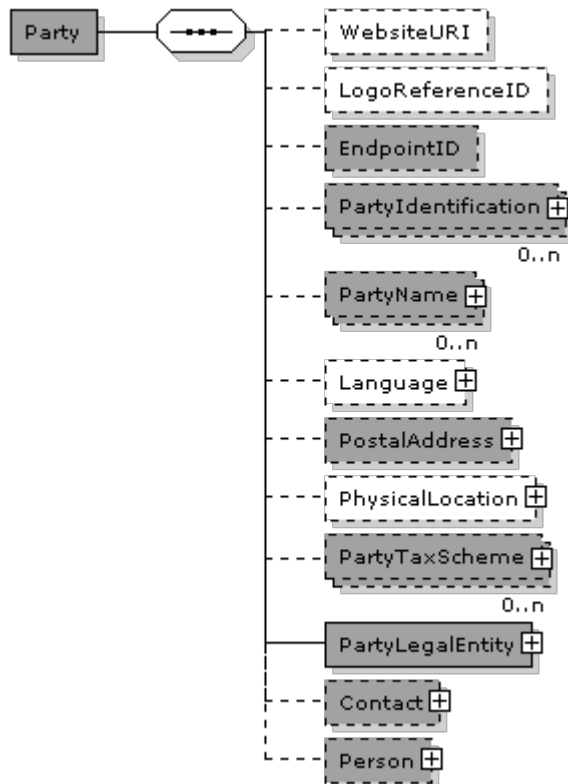 Party
WebsiteURI
LogoReferenceID
EndpointID
PartyIdentification
0..n
PartyName
0..n
Language
PostalAddress
PhysicalLocation
PartyTaxScheme
0..n
PartyLegalEntity
Contact
Person